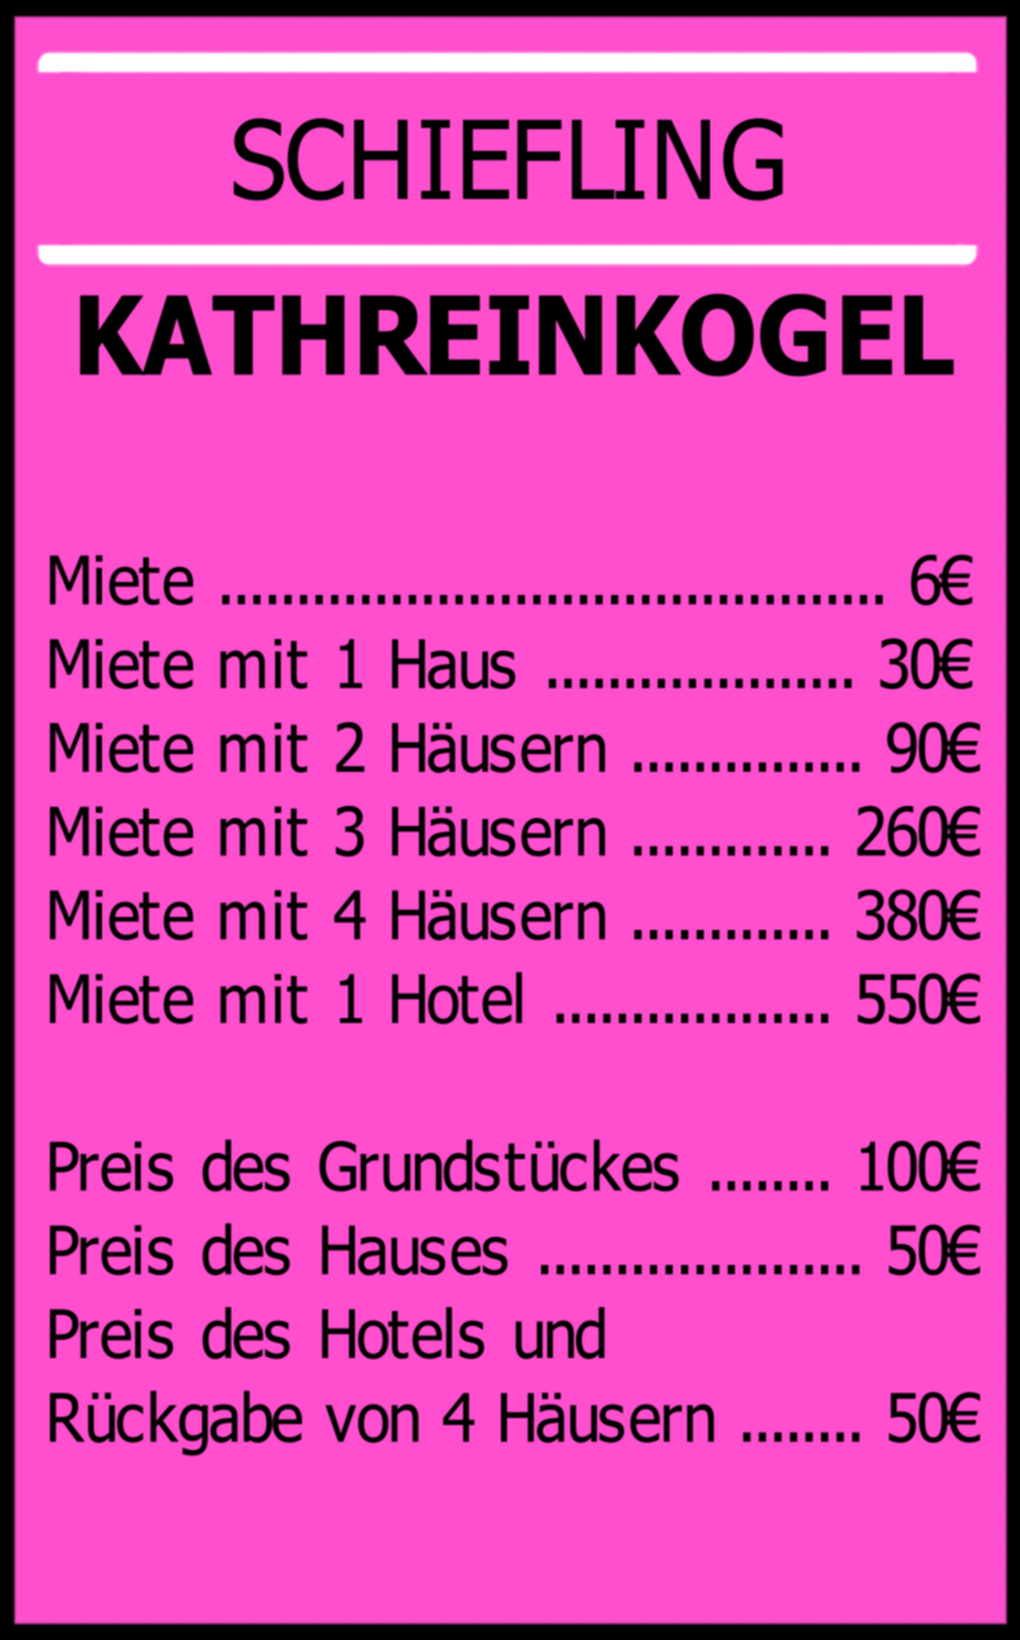 SCHIEFLING
KATHREINKOGEL
Miete ........................................... 6€
Miete mit 1 Haus .................... 30€
Miete mit 2 Häusern ............... 90€
Miete mit 3 Häusern ............. 260€
Miete mit 4 Häusern ............. 380€
Miete mit 1 Hotel .................. 550€
Preis des Grundstückes ........ 100€
Preis des Hauses ..................... 50€
Preis des Hotels und
Rückgabe von 4 Häusern ........ 50€